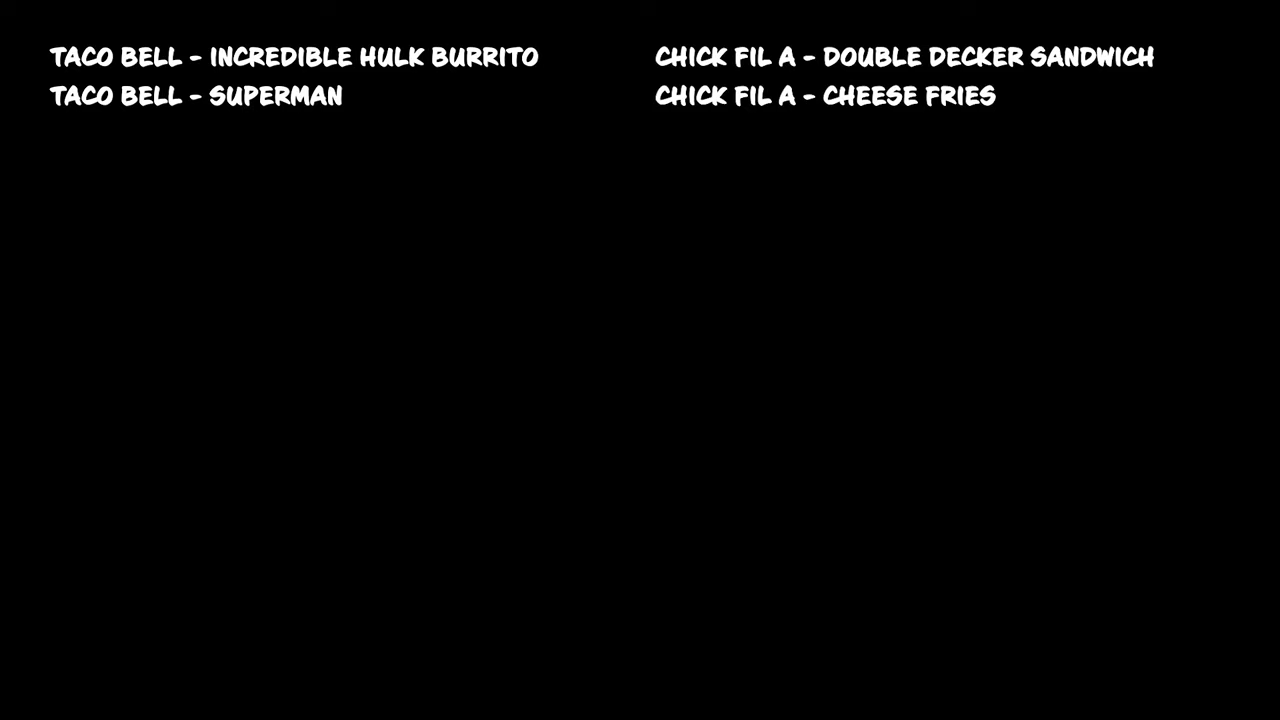 TACO BELL - INCREDIBLE HULK BURRITO
TACO BELL - SUPERMAN
CHICK FIL A - DOUBLE DECKER SANDWICH
CHICK FIL A - CHEESE FRIES